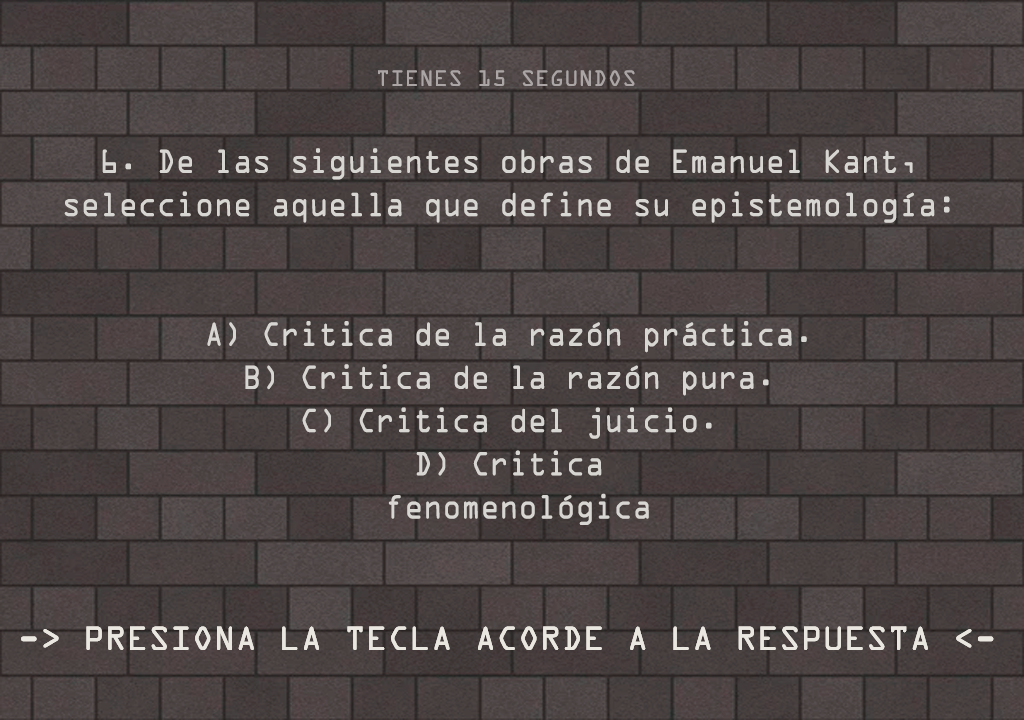 TIENES 15 SEGUNDOS
6. De las siguientes obras de Emanuel Kant,
seleccione aquella que define su epistemología:
A) Critica de la razón práctica.
B) Critica de la razón pura.
C) Critica del juicio.
D) Critica
fenomenológica
-> PRESIONA LA TECLA ACORDE A LA RESPUESTA <-